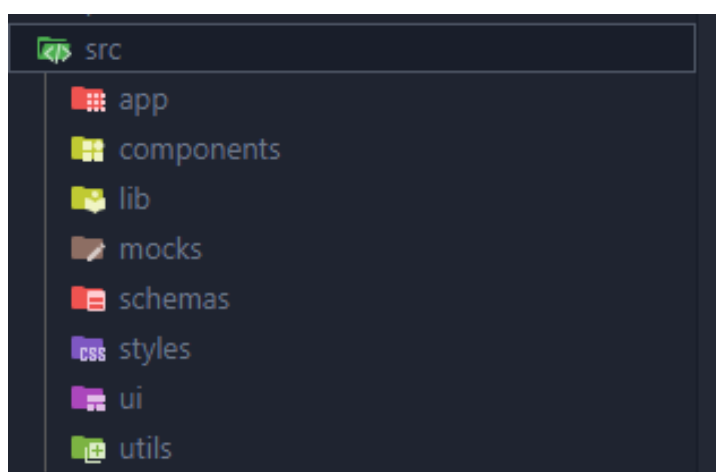 src
app
components
lib
mocks
schemas
styles
ui
utils